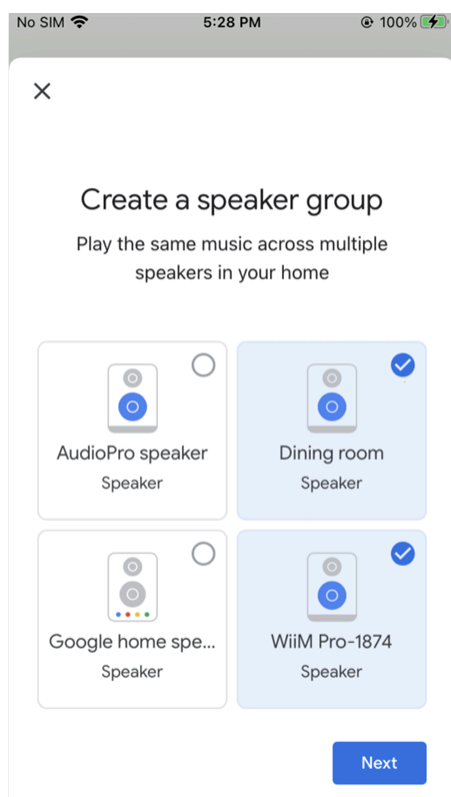 No SIM 5:28 PM 100%
Create a speaker group
Play the same music across multiple
speakers in your home
AudioPro speaker
Speaker
Dining room
Speaker
Google home spe...
Speaker
WiiM Pro-1874
Speaker
Next